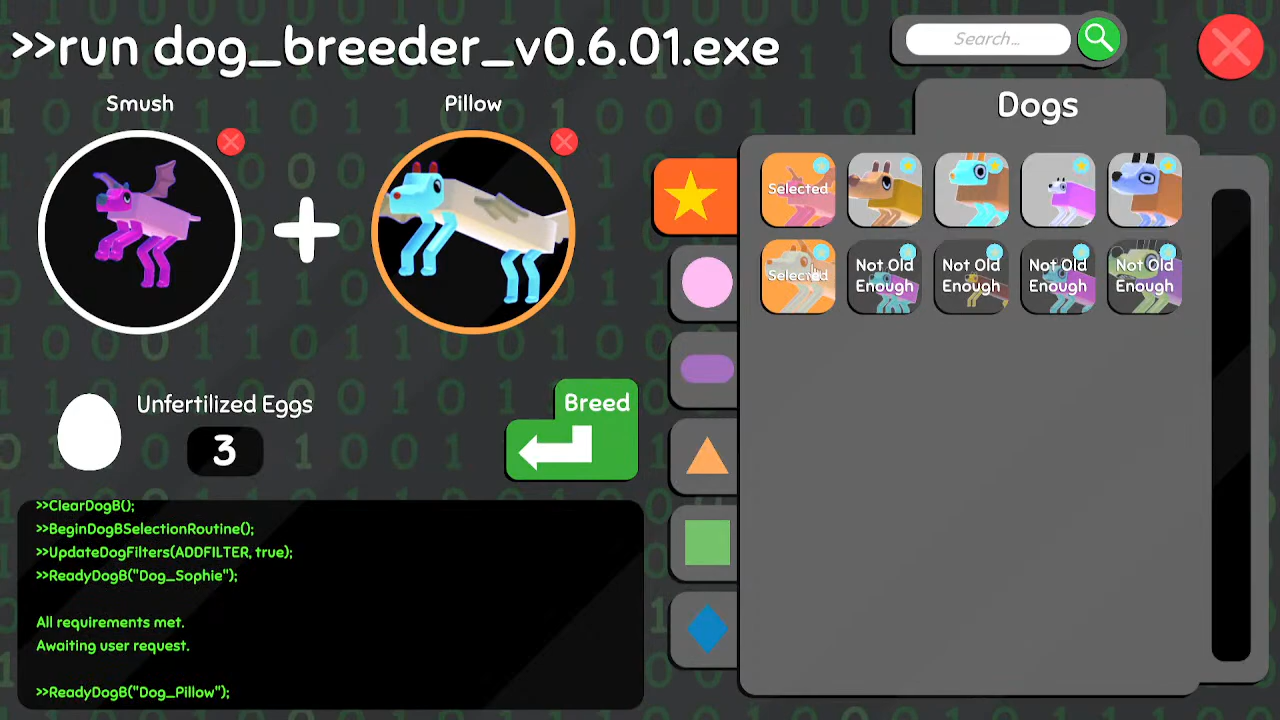 >>run dog_breeder_v0.6.01.exe
Search...
Smush
Pillow
Dogs
Selected
Selected
Not Old
Enough
Not Old
Enough
Not Old
Enough
Not Old
Enough
Unfertilized Eggs
3
Breed
>>ClearDogB();
>>BeginDogBSelectionRoutine();
>>UpdateDogFilters(ADDFILTER, true);
>>ReadyDogB("Dog_Sophie");
All requirements met.
Awaiting user request.
>>ReadyDogB("Dog_Pillow");